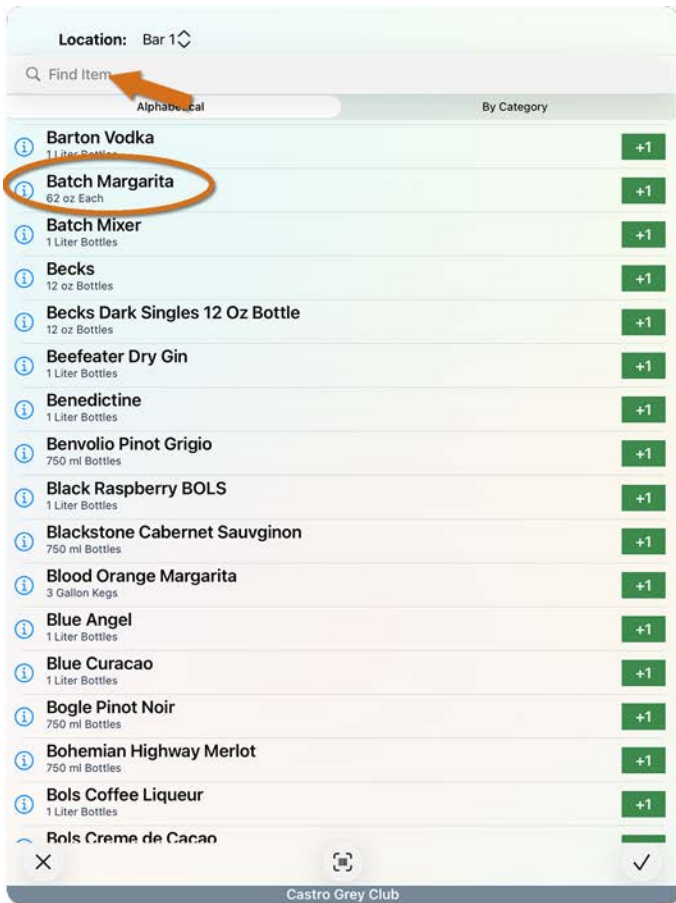 Location: Bar 1
Find Item
Alphabetical By Category
Barton Vodka
1 Liter Bottles
+1
Batch Margarita
62 oz Each
+1
Batch Mixer
1 Liter Bottles
+1
Becks
12 oz Bottles
+1
Becks Dark Singles 12 Oz Bottle
12 oz Bottles
+1
Beefeater Dry Gin
1 Liter Bottles
+1
Benedictine
1 Liter Bottles
+1
Benvolio Pinot Grigio
750 ml Bottles
+1
Black Raspberry BOLS
1 Liter Bottles
+1
Blackstone Cabernet Sauvginon
750 ml Bottles
+1
Blood Orange Margarita
3 Gallon Kegs
+1
Blue Angel
1 Liter Bottles
+1
Blue Curacao
1 Liter Bottles
+1
Bogle Pinot Noir
750 ml Bottles
+1
Bohemian Highway Merlot
750 ml Bottles
+1
Bols Coffee Liqueur
1 Liter Bottles
+1
Bols Creme de Cacao
Castro Grey Club